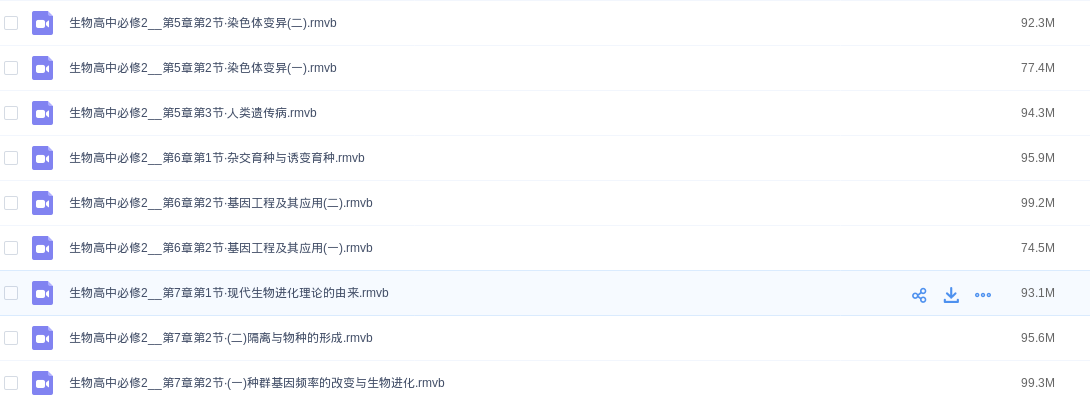 生物高中必修2__第5章第2节·染色体变异(二).rmvb 92.3M
生物高中必修2__第5章第2节·染色体变异(一).rmvb 77.4M
生物高中必修2__第5章第3节·人类遗传病.rmvb 94.3M
生物高中必修2__第6章第1节·杂交育种与诱变育种.rmvb 95.9M
生物高中必修2__第6章第2节·基因工程及其应用(二).rmvb 99.2M
生物高中必修2__第6章第2节·基因工程及其应用(一).rmvb 74.5M
生物高中必修2__第7章第1节·现代生物进化理论的由来.rmvb 93.1M
生物高中必修2__第7章第2节·(二)隔离与物种的形成.rmvb 95.6M
生物高中必修2__第7章第2节·(一)种群基因频率的改变与生物进化.rmvb 99.3M